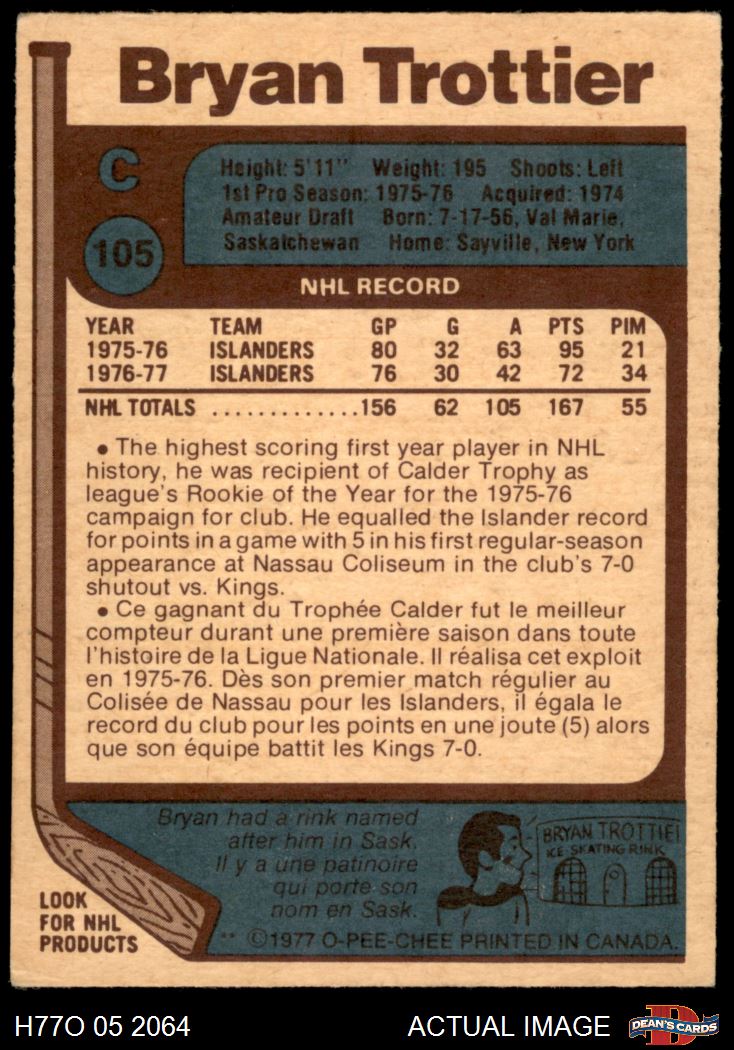 Bryan Trottier
C
105
Height: 5'11" Weight: 195 Shoots: Left
1st Pro Season: 1975-76 Acquired: 1974
Amateur Draft Born: 7-17-56, Val Marie,
Saskatchewan Home: Sayville, New York
NHL RECORD
YEAR TEAM GP G A PTS PIM
1975-76 ISLANDERS 80 32 63 95 21
1976-77 ISLANDERS 76 30 42 72 34
NHL TOTALS .............156 62 105 167 55
• The highest scoring first year player in NHL
history, he was recipient of Calder Trophy as
league's Rookie of the Year for the 1975-76
campaign for club. He equalled the Islander record
for points in a game with 5 in his first regular-season
appearance at Nassau Coliseum in the club's 7-0
shutout vs. Kings.
• Ce gagnant du Trophée Calder fut le meilleur
compteur durant une première saison dans toute
l'histoire de la Ligue Nationale. Il réalisa cet exploit
en 1975-76. Dès son premier match régulier au
Colisée de Nassau pour les Islanders, il égala le
record du club pour les points en une joute (5) alors
que son équipe battit les Kings 7-0.
Bryan had a rink named
after him in Sask.
Il y a une patinoire
qui porte son
nom en Sask.
BRYAN TROTTIE
ICE SKATING RINK
LOOK
FOR NHL
PRODUCTS
** ©1977 O-PEE-CHEE PRINTED IN CANADA.
H77O 05 2064 ACTUAL IMAGE
D
DEAN'S CARDS